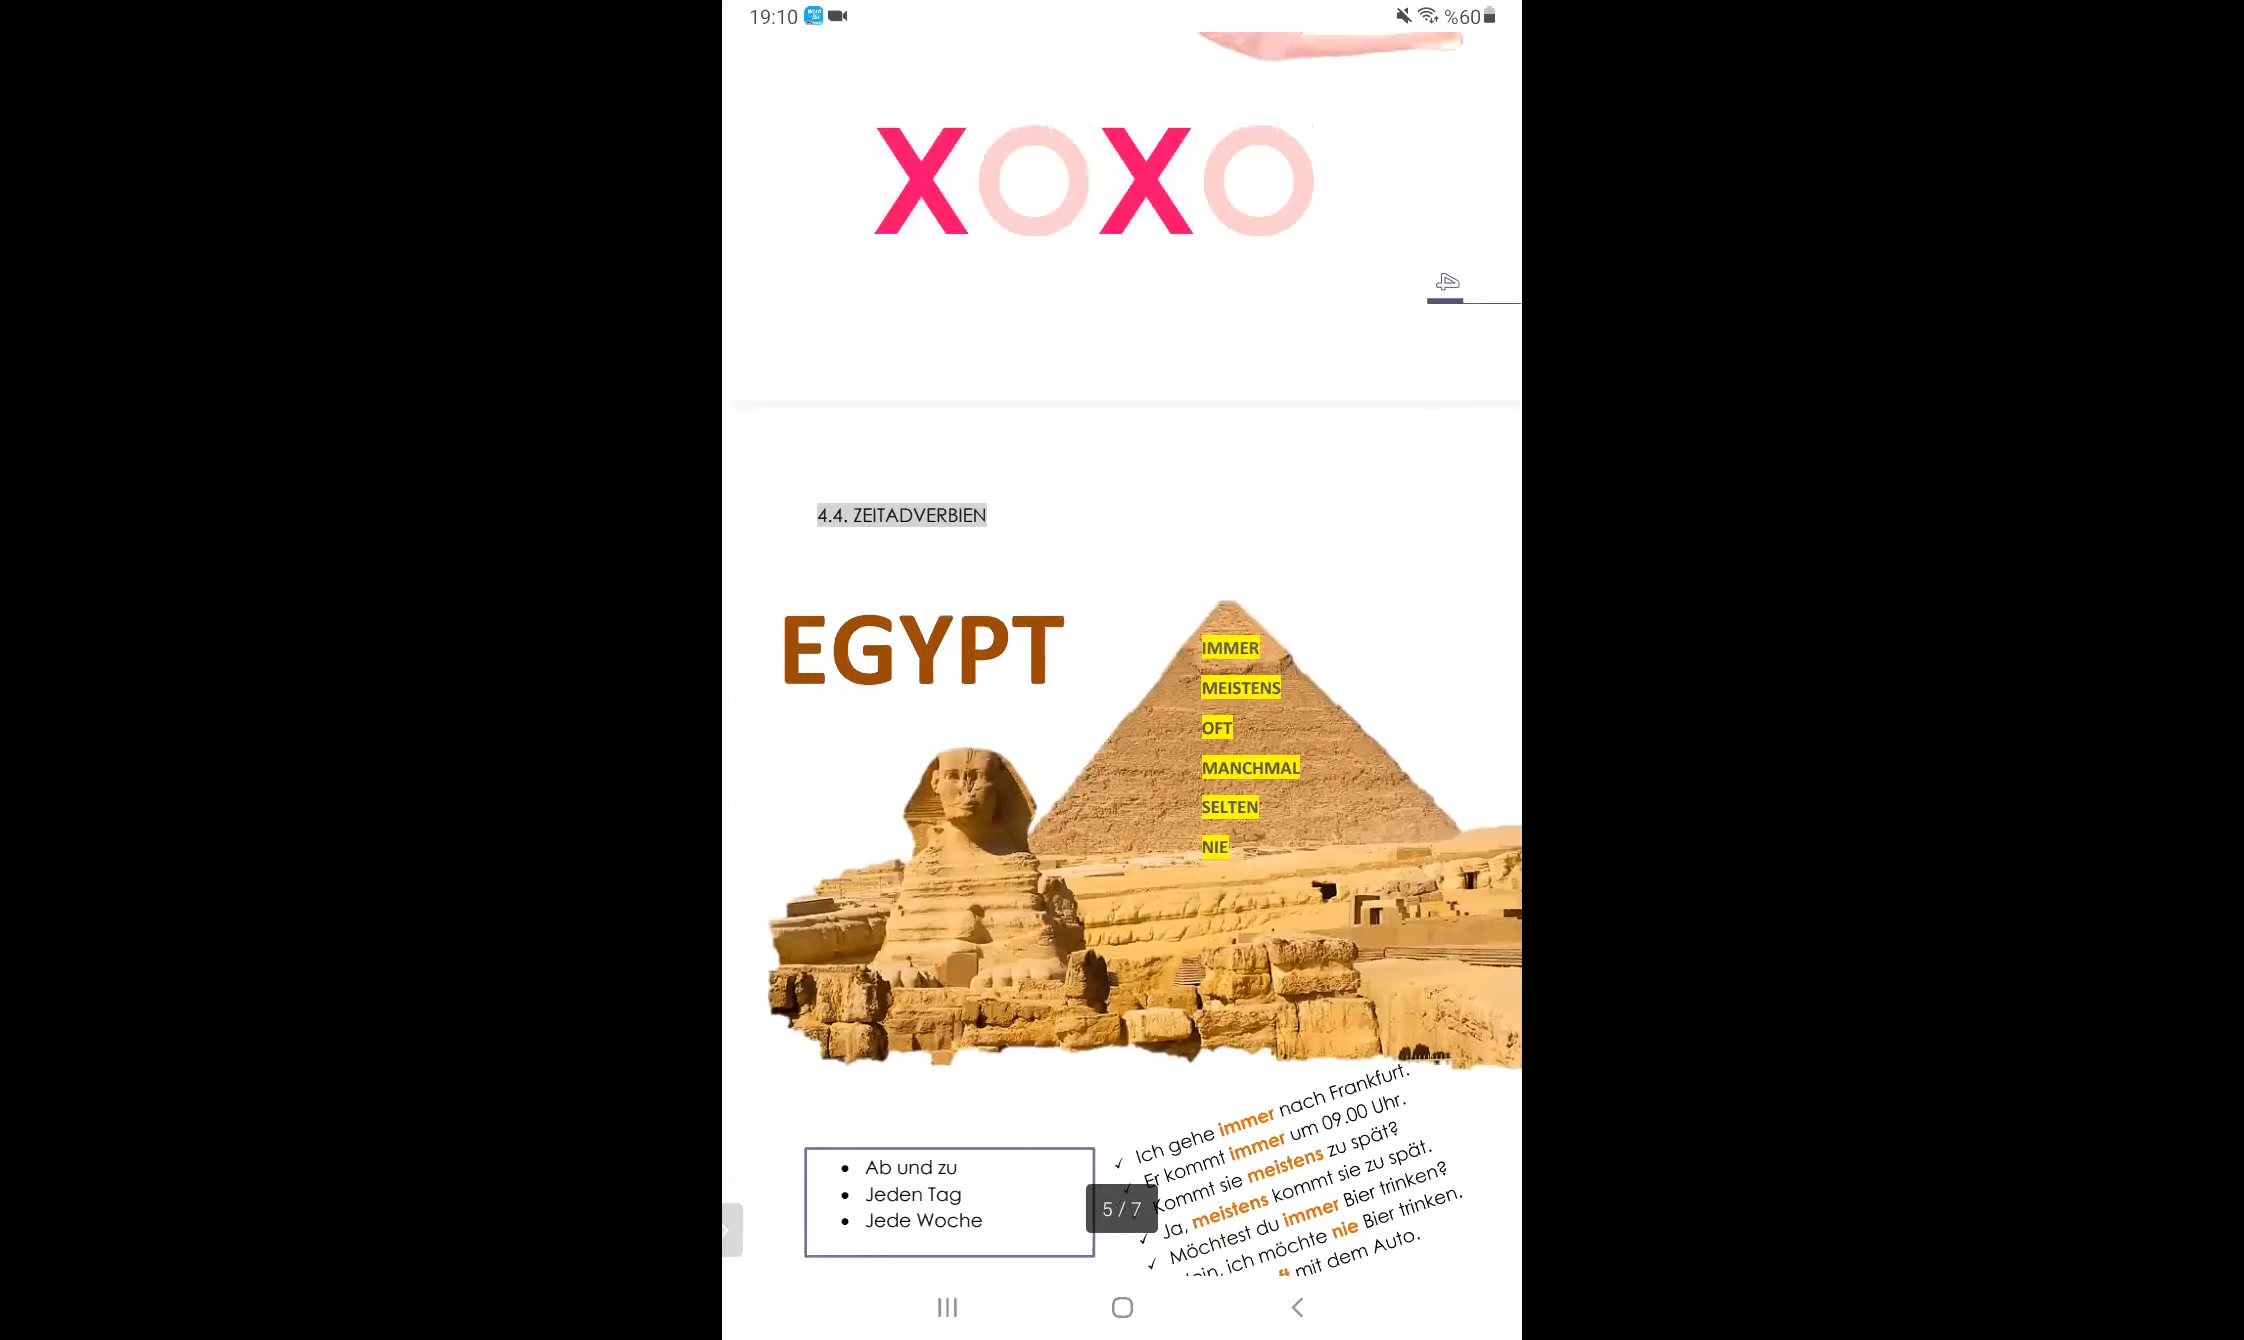 19:10
%60
XOXO
4
4.4. ZEITADVERBIEN
EGYPT
IMMER
MEISTENS
OFT
MANCHMAL
SELTEN
NIE
• Ab und zu
• Jeden Tag
• Jede Woche
✓ Ich gehe immer nach Frankfurt.
✓ Er kommt immer um 09.00 Uhr.
Kommt sie meistens zu spät?
✓ Ja, meistens kommt sie zu spät.
✓ Möchtest du immer Bier trinken?
ich möchte nie Bier trinken.
mit dem Auto.
5 / 7